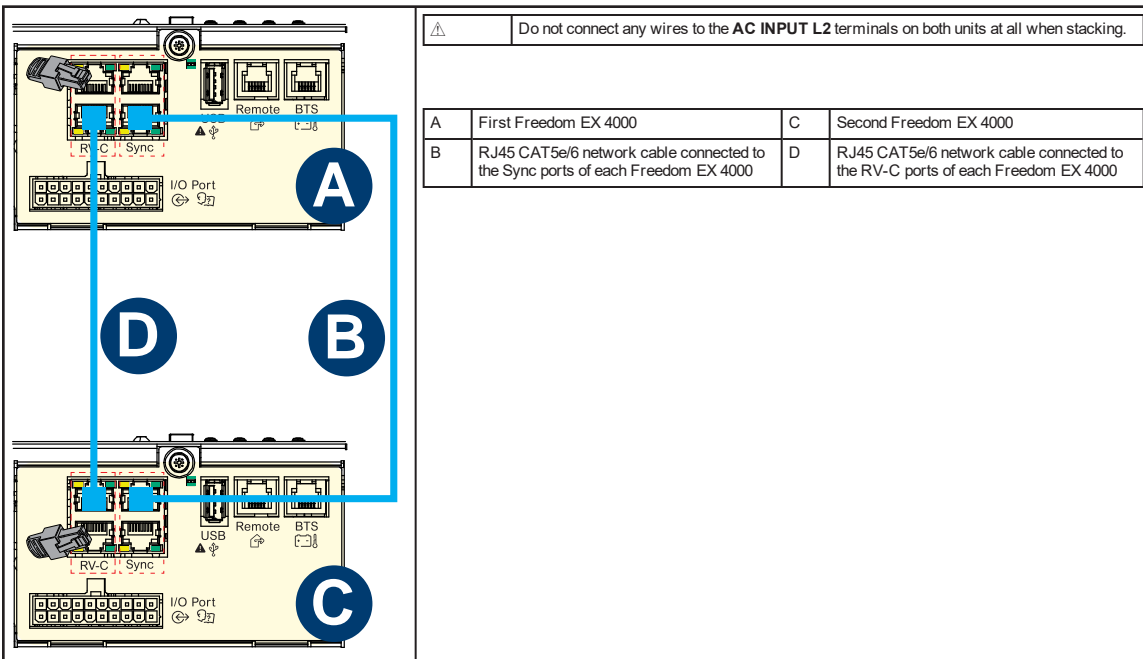 USB
Remote
BTS
RV-C
Sync
I/O Port
A
D
B
USB
Remote
BTS
RV-C
Sync
I/O Port
C
⚠ Do not connect any wires to the AC INPUT L2 terminals on both units at all when stacking.
A First Freedom EX 4000 C Second Freedom EX 4000
B RJ45 CAT5e/6 network cable connected to
the Sync ports of each Freedom EX 4000
D RJ45 CAT5e/6 network cable connected to
the RV-C ports of each Freedom EX 4000